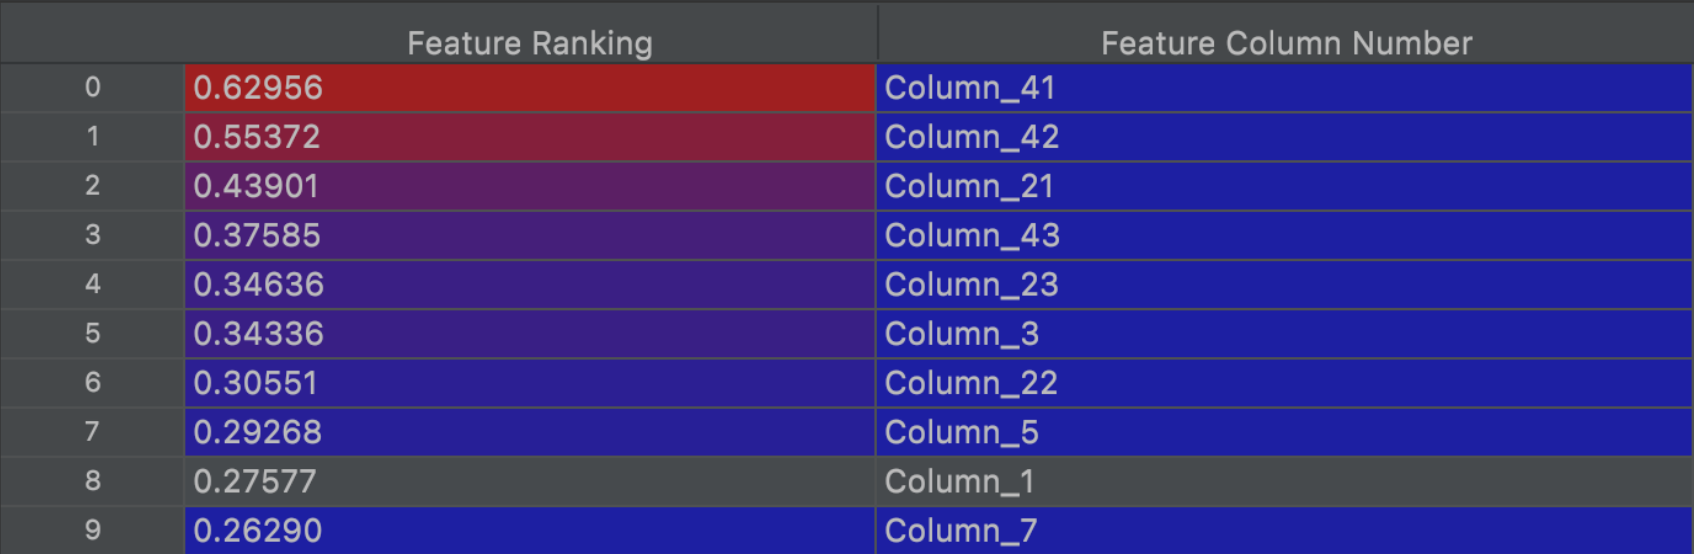 Feature Ranking Feature Column Number
0 0.62956 Column_41
1 0.55372 Column_42
2 0.43901 Column_21
3 0.37585 Column_43
4 0.34636 Column_23
5 0.34336 Column_3
6 0.30551 Column_22
7 0.29268 Column_5
8 0.27577 Column_1
9 0.26290 Column_7